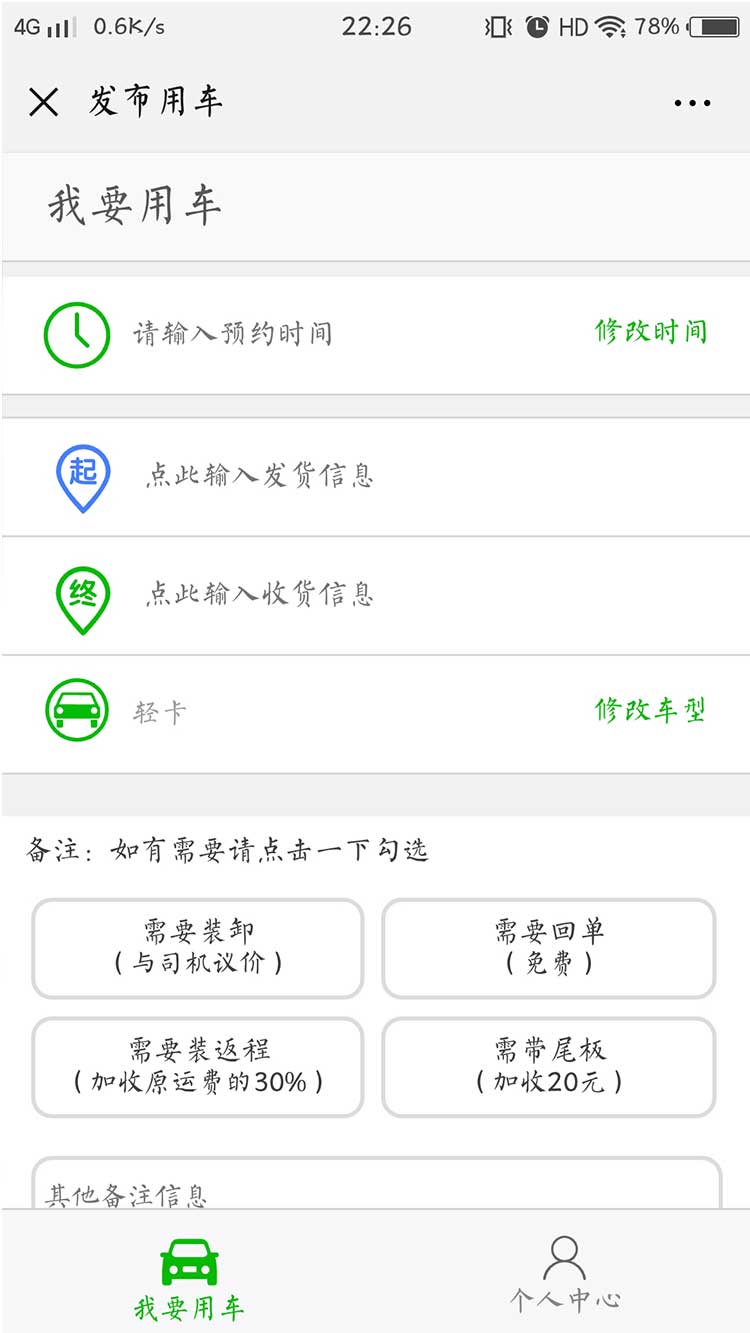 4G 0.6K/s 22:26 HD 78%
发布用车
我要用车
请输入预约时间 修改时间
起 点此输入发货信息
终 点此输入收货信息
轻卡 修改车型
备注：如有需要请点击一下勾选
需要装卸
（与司机议价）
需要回单
（免费）
需要装返程
（加收原运费的30%）
需带尾板
（加收20元）
其他备注信息
我要用车 个人中心